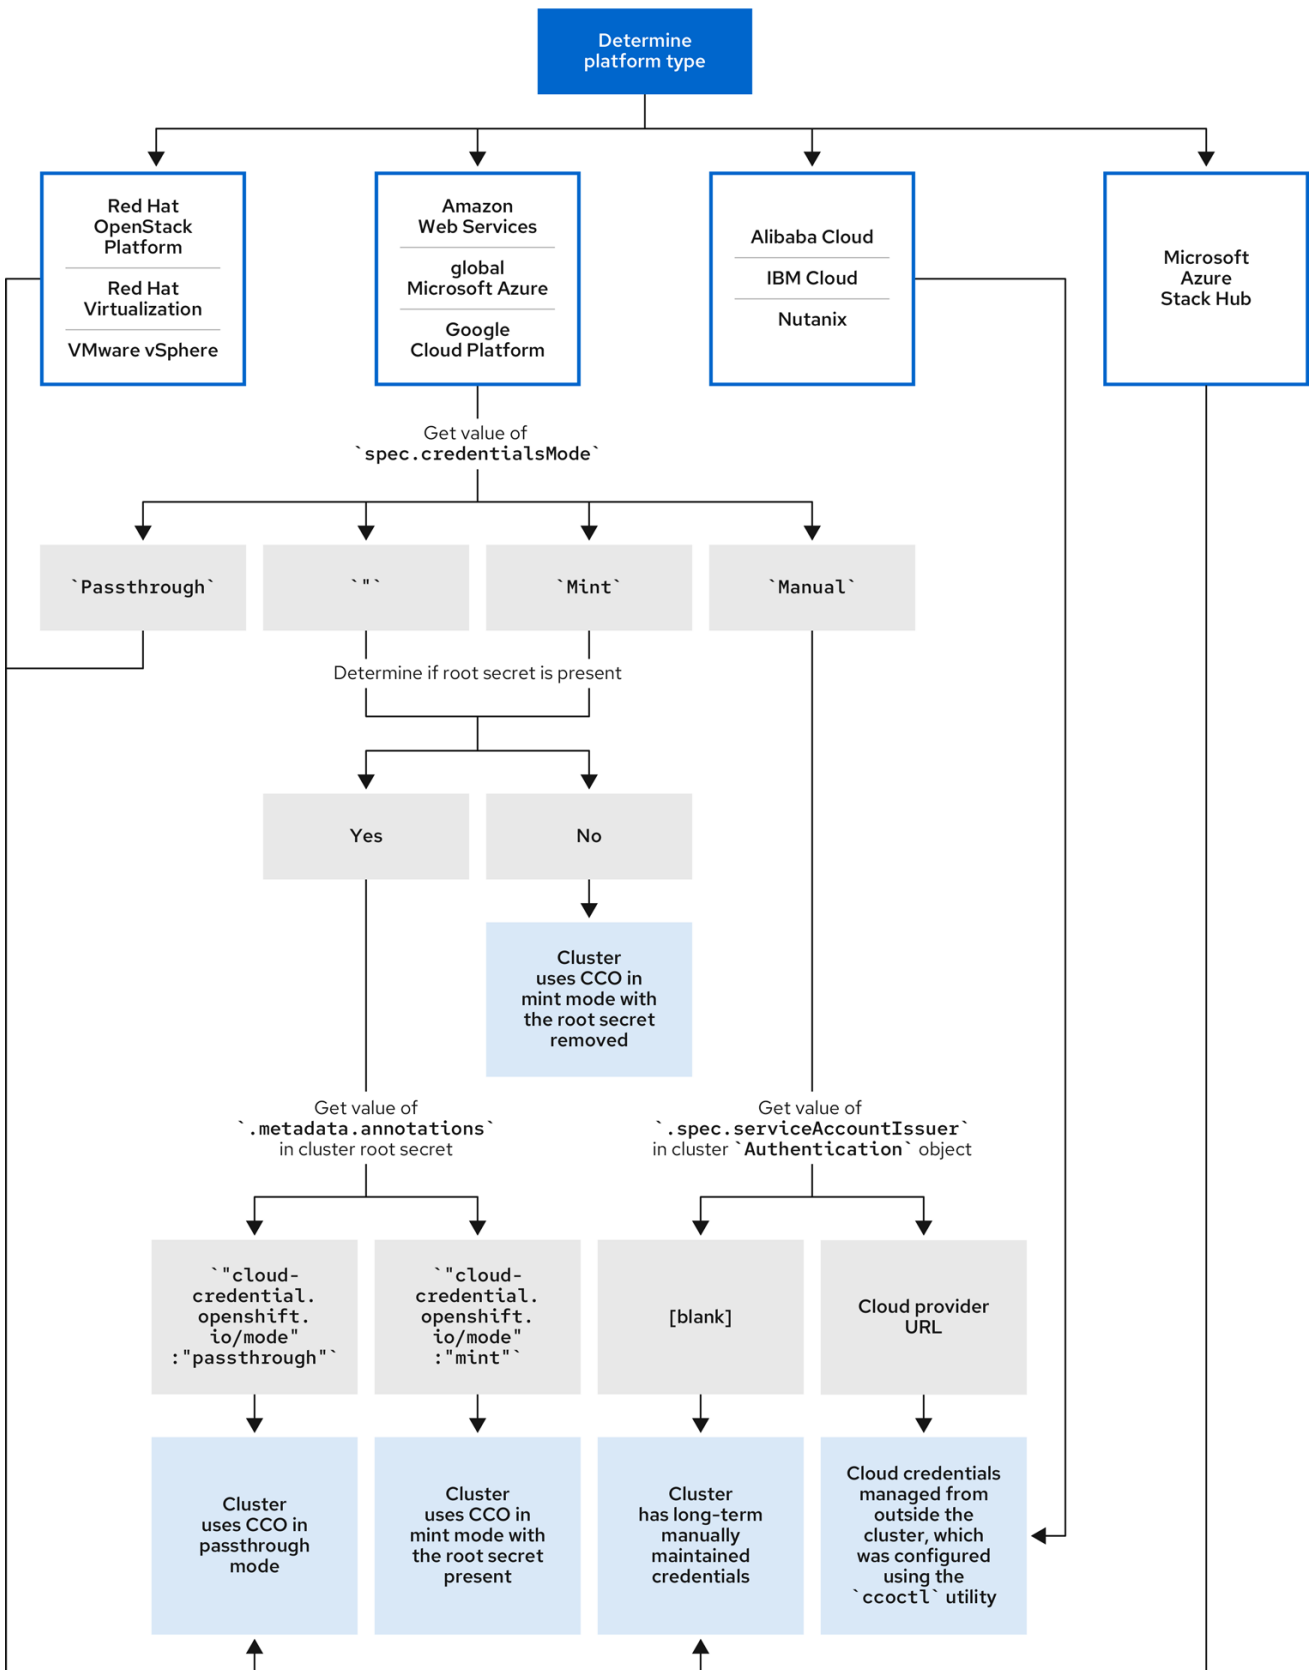 Determine
platform type
Red Hat
OpenStack
Platform
Red Hat
Virtualization
VMware vSphere
Amazon
Web Services
global
Microsoft Azure
Google
Cloud Platform
Alibaba Cloud
IBM Cloud
Nutanix
Microsoft
Azure
Stack Hub
Get value of
`spec.credentialsMode`
`Passthrough`
`"`
`Mint`
`Manual`
Determine if root secret is present
Yes
No
Cluster
uses CCO in
mint mode with
the root secret
removed
Get value of
`.metadata.annotations`
in cluster root secret
Get value of
`.spec.serviceAccountIssuer`
in cluster `Authentication` object
`"cloud-
credential.
openshift.
io/mode"
:"passthrough"`
`"cloud-
credential.
openshift.
io/mode"
:"mint"`
[blank]
Cloud provider
URL
Cluster
uses CCO in
passthrough
mode
Cluster
uses CCO in
mint mode with
the root secret
present
Cluster
has long-term
manually
maintained
credentials
Cloud credentials
managed from
outside the
cluster, which
was configured
using the
`ccoctl` utility